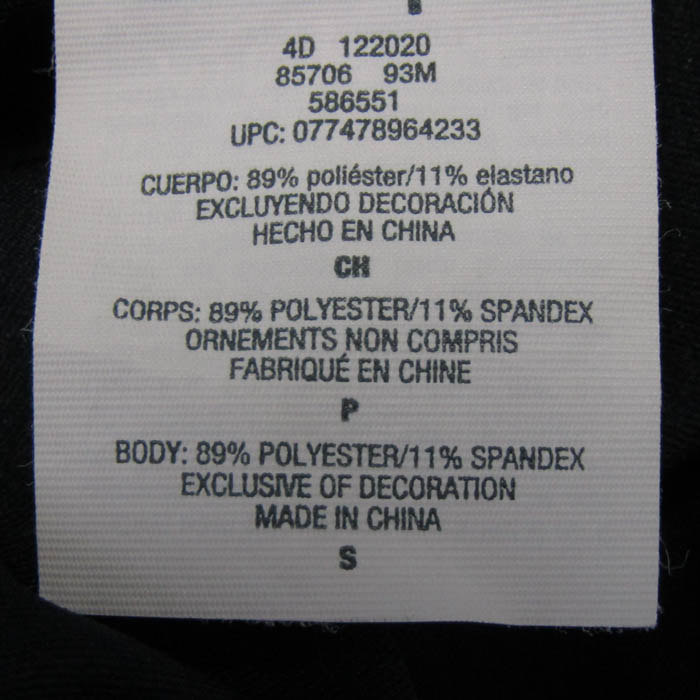 4D 122020
85706 93M
586551
UPC: 077478964233
CUERPO: 89% poliéster/11% elastano
EXCLUYENDO DECORACIÓN
HECHO EN CHINA
CH
CORPS: 89% POLYESTER/11% SPANDEX
ORNEMENTS NON COMPRIS
FABRIQUÉ EN CHINE
P
BODY: 89% POLYESTER/11% SPANDEX
EXCLUSIVE OF DECORATION
MADE IN CHINA
S